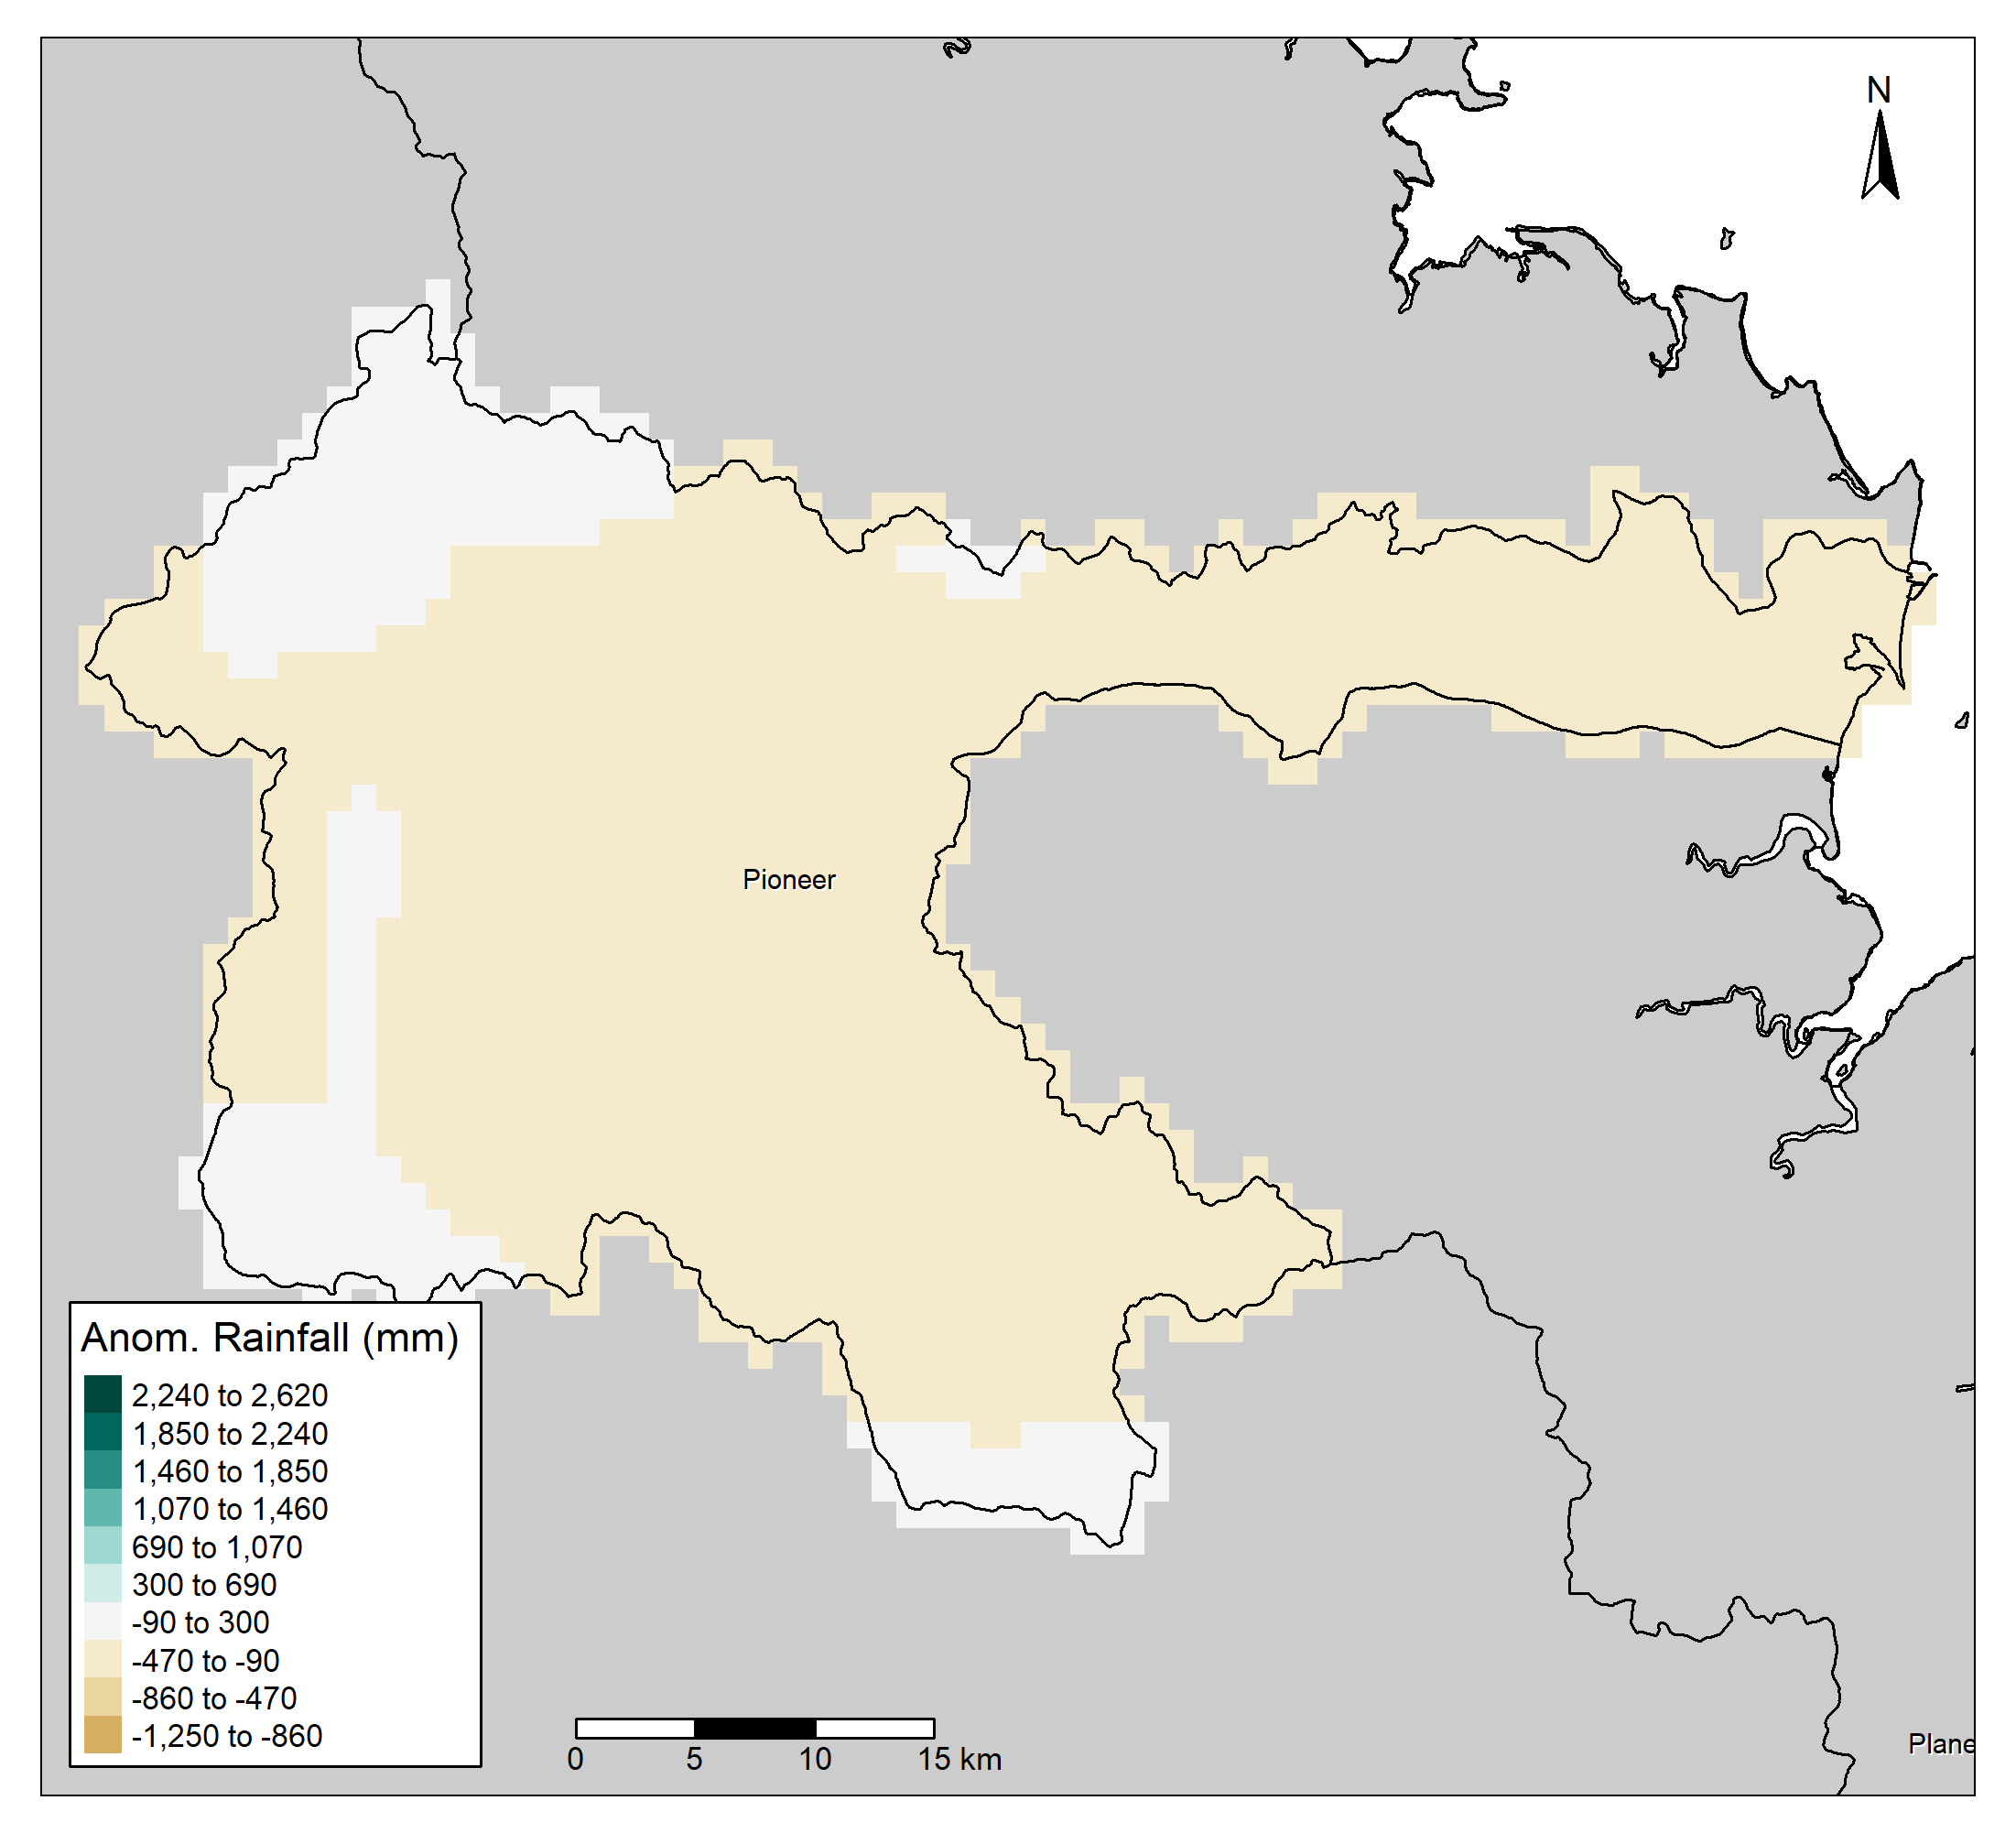 N
Pioneer
Anom. Rainfall (mm)
2,240 to 2,620
1,850 to 2,240
1,460 to 1,850
1,070 to 1,460
690 to 1,070
300 to 690
-90 to 300
-470 to -90
-860 to -470
-1,250 to -860
0 5 10 15 km
Plane